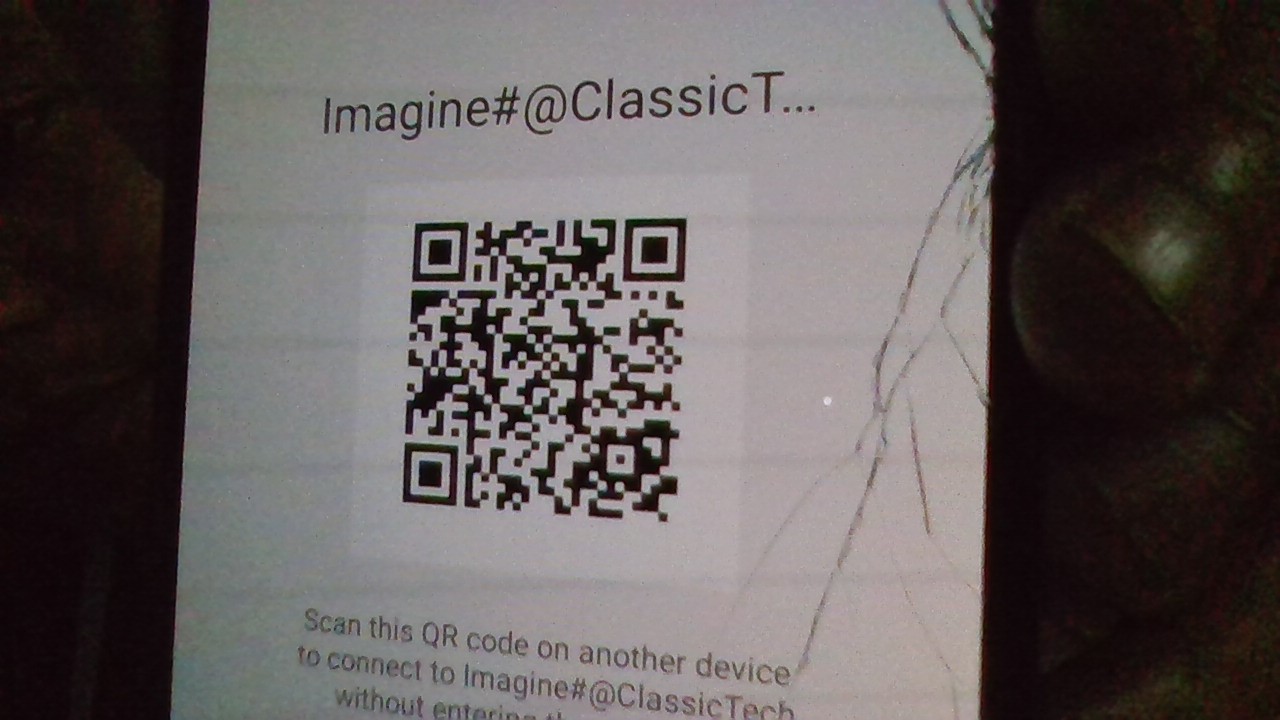 Imagine#@ClassicT...
Scan this QR code on another device
to connect to Imagine#@ClassicTech
without entering